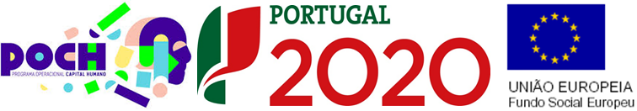 POCH
PROGRAMA OPERACIONAL CAPITAL HUMANO
PORTUGAL
2020
UNIÃO EUROPEIA
Fundo Social Europeu